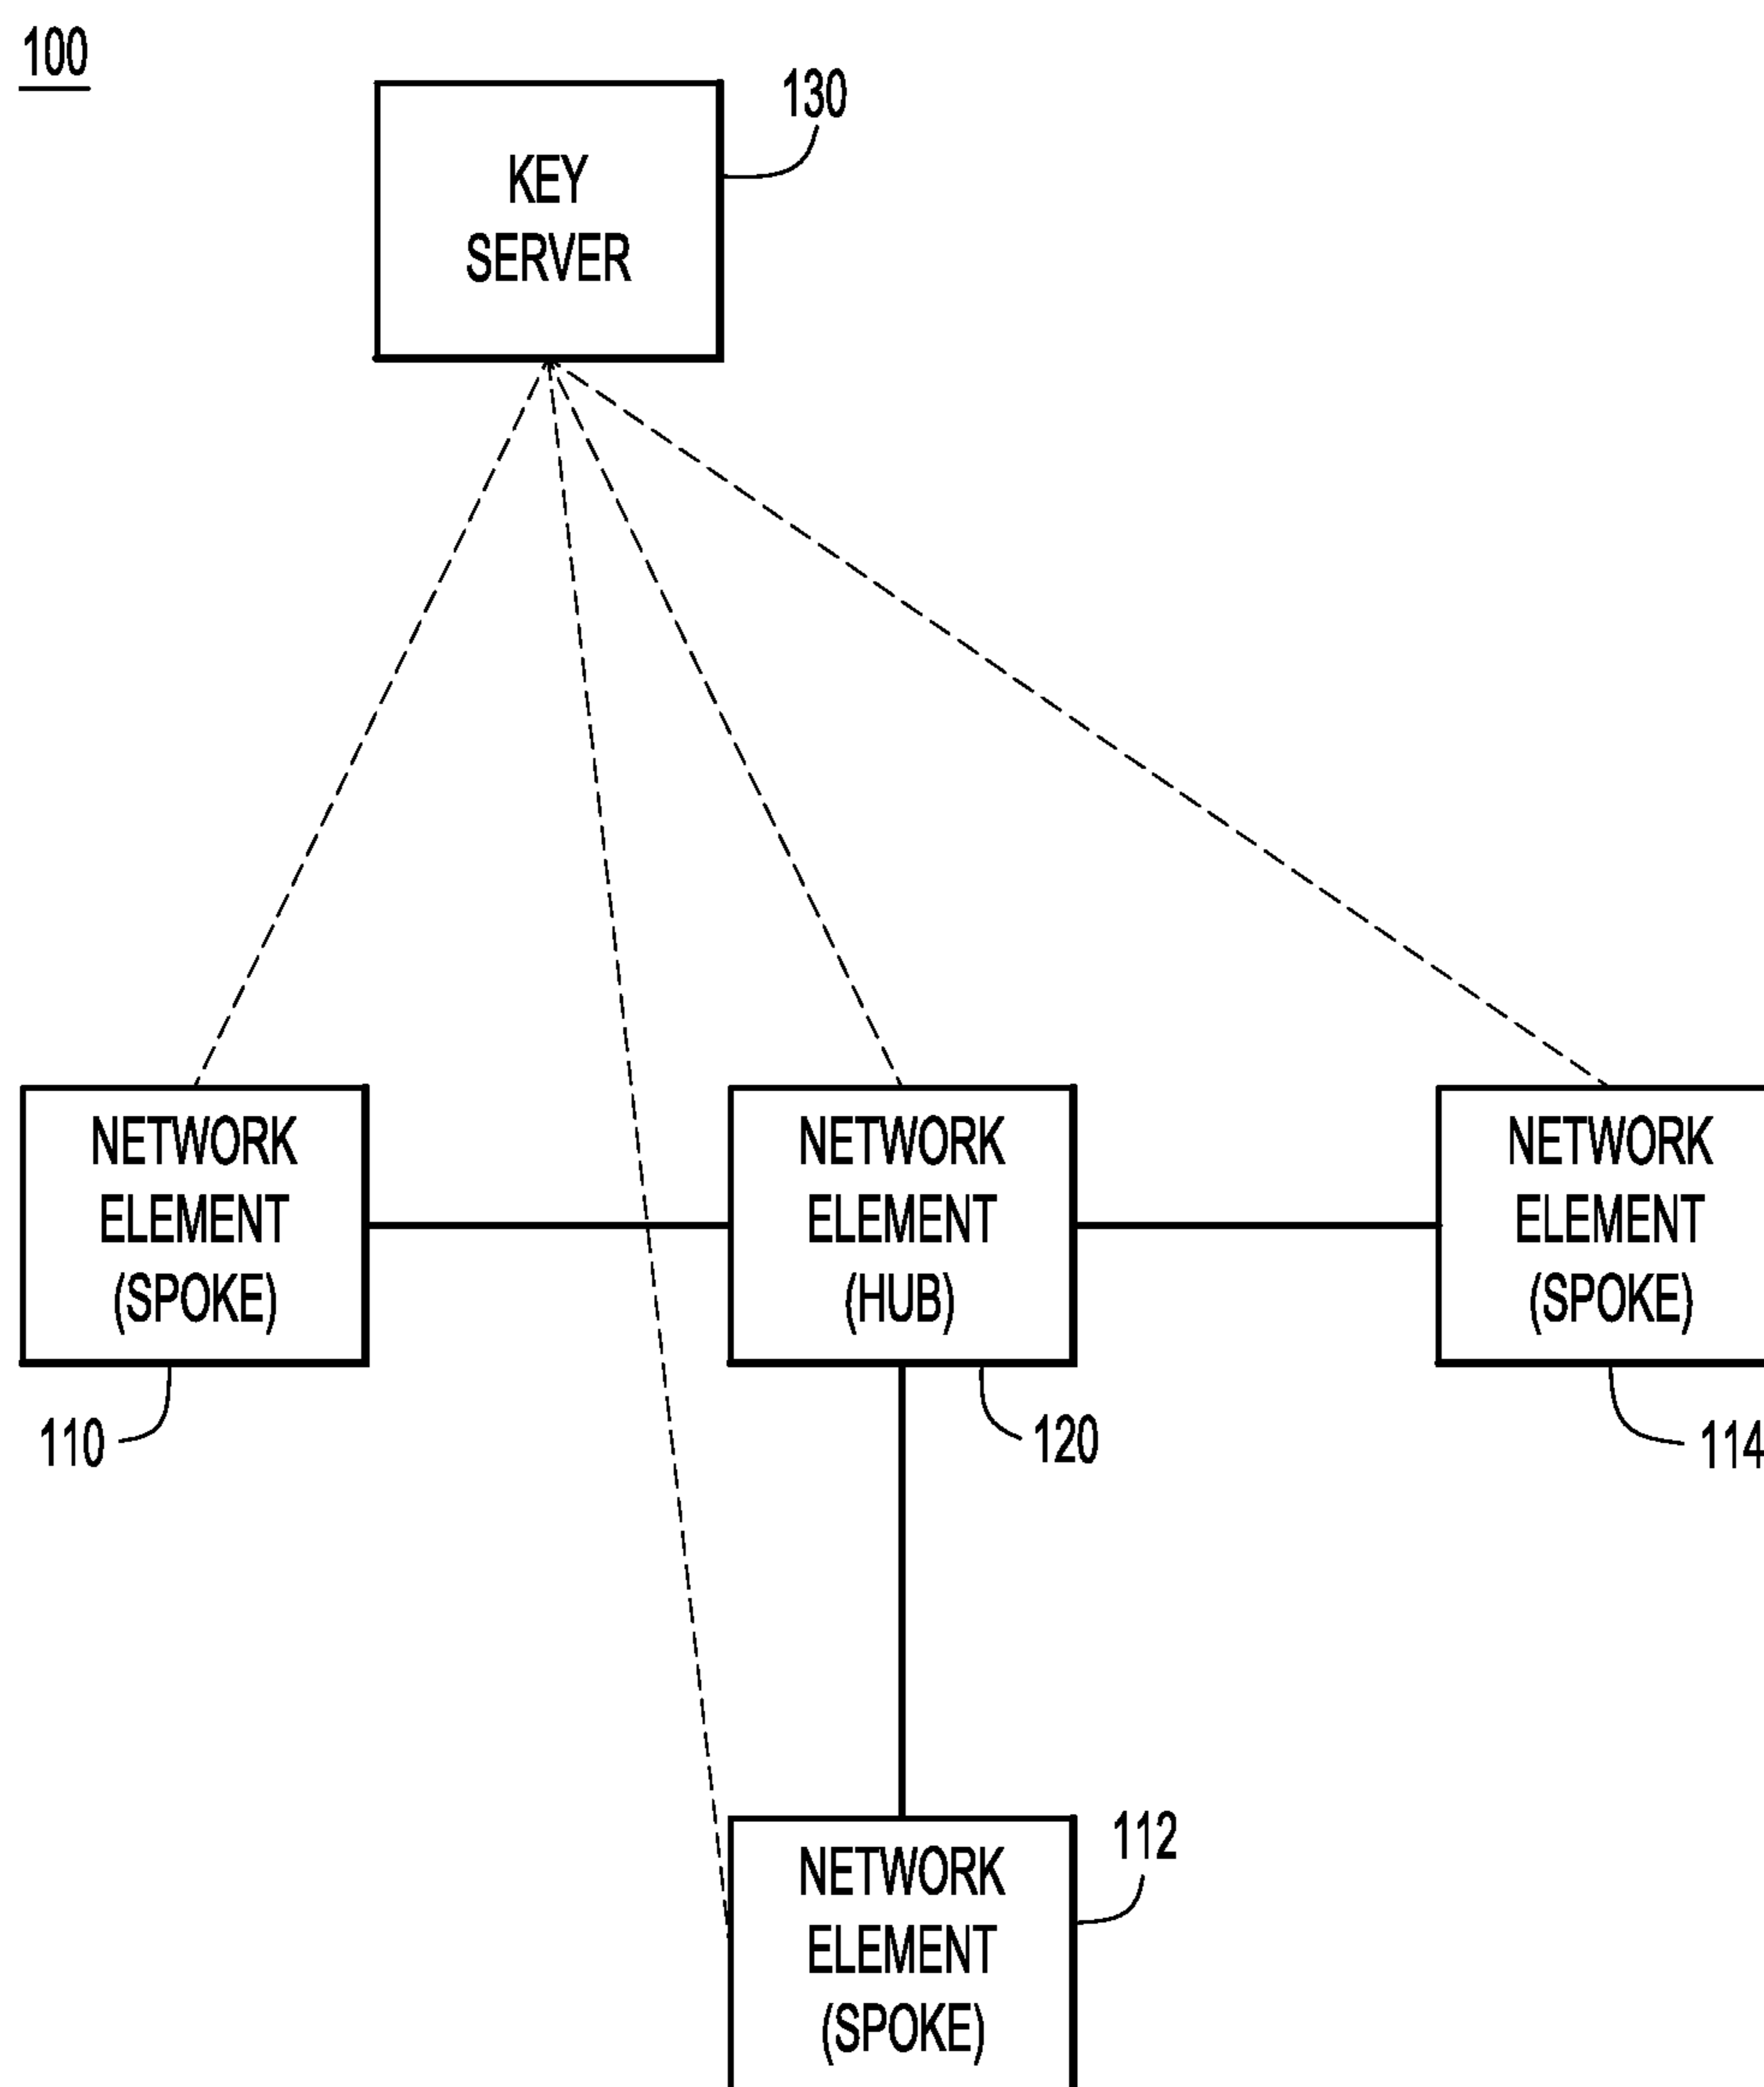 100
130
KEY
SERVER
NETWORK
ELEMENT
(SPOKE)
NETWORK
ELEMENT
(HUB)
NETWORK
ELEMENT
(SPOKE)
110
120
114
112
NETWORK
ELEMENT
(SPOKE)